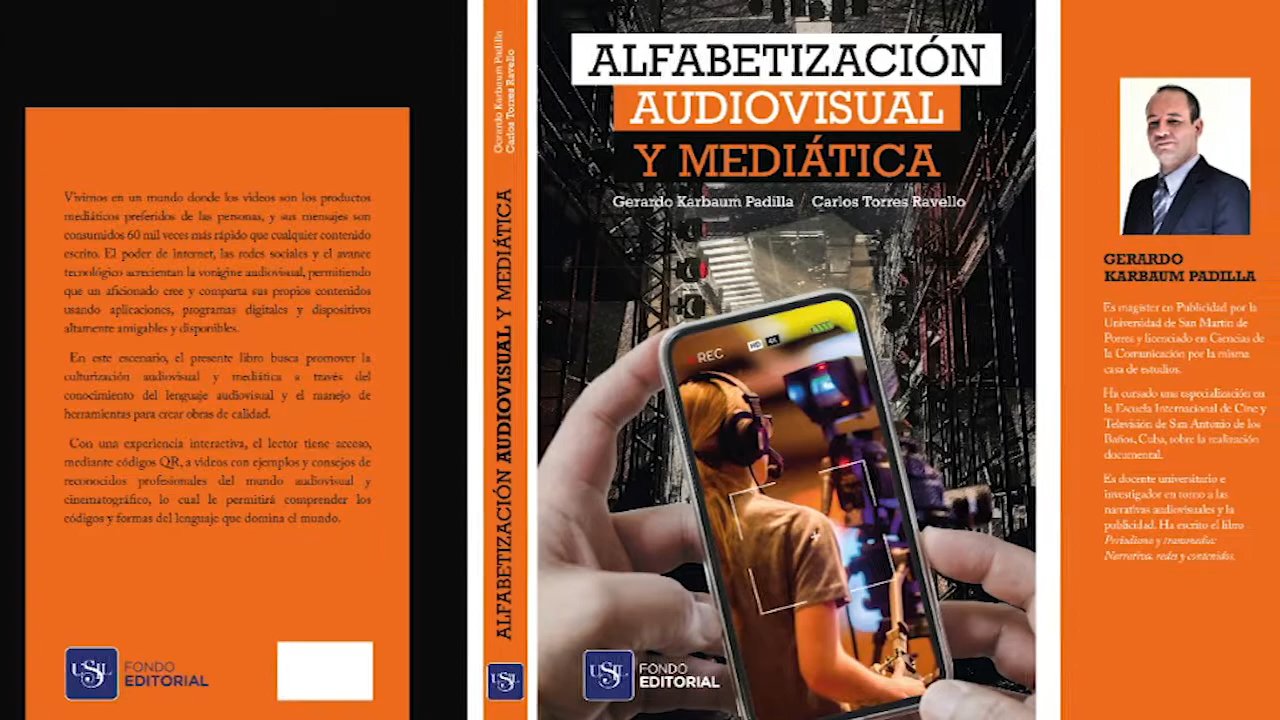 Vivimos en un mundo donde los videos son los productos
mediáticos preferidos de las personas, y sus mensajes son
consumidos 60 mil veces más rápido que cualquier contenido
escrito. El poder de internet, las redes sociales y el avance
tecnológico acrecientan la vorágine audiovisual, permitiendo
que un aficionado cree y comparta sus propios contenidos
usando aplicaciones, programas digitales y dispositivos
altamente amigables y disponibles.
En este escenario, el presente libro busca promover la
culturización audiovisual y mediática a través del
conocimiento del lenguaje audiovisual y el manejo de
herramientas para crear obras de calidad.
Con una experiencia interactiva, el lector tiene acceso,
mediante códigos QR, a videos con ejemplos y consejos de
reconocidos profesionales del mundo audiovisual y
cinematográfico, lo cual le permitirá comprender los
códigos y formas del lenguaje que domina el mundo.
USIL
FONDO
EDITORIAL
Gerardo Karbaum Padilla
Carlos Torres Ravello
ALFABETIZACIÓN AUDIOVISUAL Y MEDIÁTICA
USIL
ALFABETIZACIÓN
AUDIOVISUAL
Y MEDIÁTICA
Gerardo Karbaum Padilla / Carlos Torres Ravello
REC HD 4K
USIL
FONDO
EDITORIAL
GERARDO
KARBAUM PADILLA
Es magíster en Publicidad por la
Universidad de San Martín de
Porres y licenciado en Ciencias de
la Comunicación por la misma
casa de estudios.
Ha cursado una especialización en
la Escuela Internacional de Cine y
Televisión de San Antonio de los
Baños, Cuba, sobre la realización
documental.
Es docente universitario e
investigador en torno a las
narrativas audiovisuales y la
publicidad. Ha escrito el libro
Periodismo y transmedia:
Narrativa, redes y contenidos.